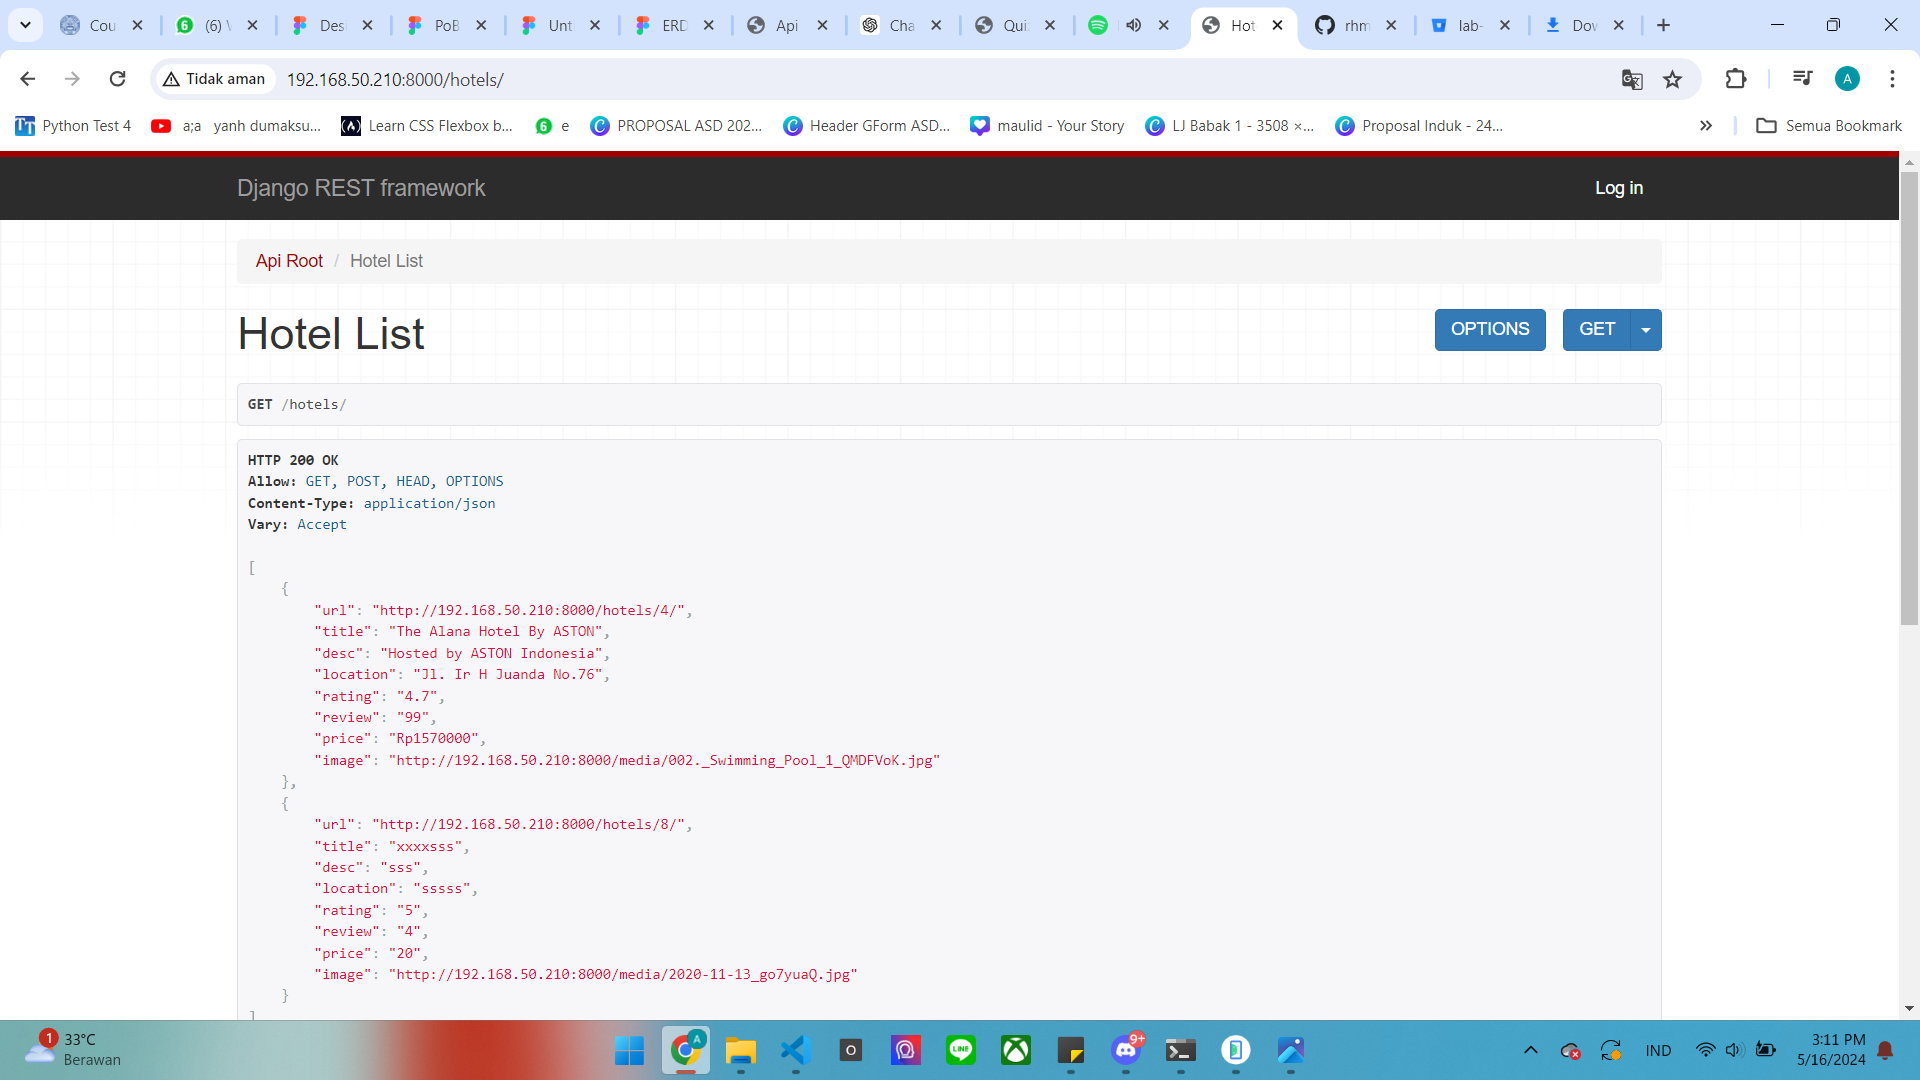 Cou
(6) V
Des
PoB
Unt
ERD
Api
Cha
Qui
Hot
rhm
lab-
Dov
Tidak aman
192.168.50.210:8000/hotels/
A
Python Test 4
a;a yanh dumaksu...
Learn CSS Flexbox b...
e
PROPOSAL ASD 202...
Header GForm ASD...
maulid - Your Story
LJ Babak 1 - 3508 ×...
Proposal Induk - 24...
»
Semua Bookmark
Django REST framework
Log in
Api Root / Hotel List
Hotel List
OPTIONS
GET
GET /hotels/
HTTP 200 OK
Allow: GET, POST, HEAD, OPTIONS
Content-Type: application/json
Vary: Accept
[
{
"url": "http://192.168.50.210:8000/hotels/4/",
"title": "The Alana Hotel By ASTON",
"desc": "Hosted by ASTON Indonesia",
"location": "Jl. Ir H Juanda No.76",
"rating": "4.7",
"review": "99",
"price": "Rp1570000",
"image": "http://192.168.50.210:8000/media/002._Swimming_Pool_1_QMDFVoK.jpg"
},
{
"url": "http://192.168.50.210:8000/hotels/8/",
"title": "xxxxsss",
"desc": "sss",
"location": "sssss",
"rating": "5",
"review": "4",
"price": "20",
"image": "http://192.168.50.210:8000/media/2020-11-13_go7yuaQ.jpg"
}
]
1
33°C
Berawan
A
LINE
9+
IND
3:11 PM
5/16/2024